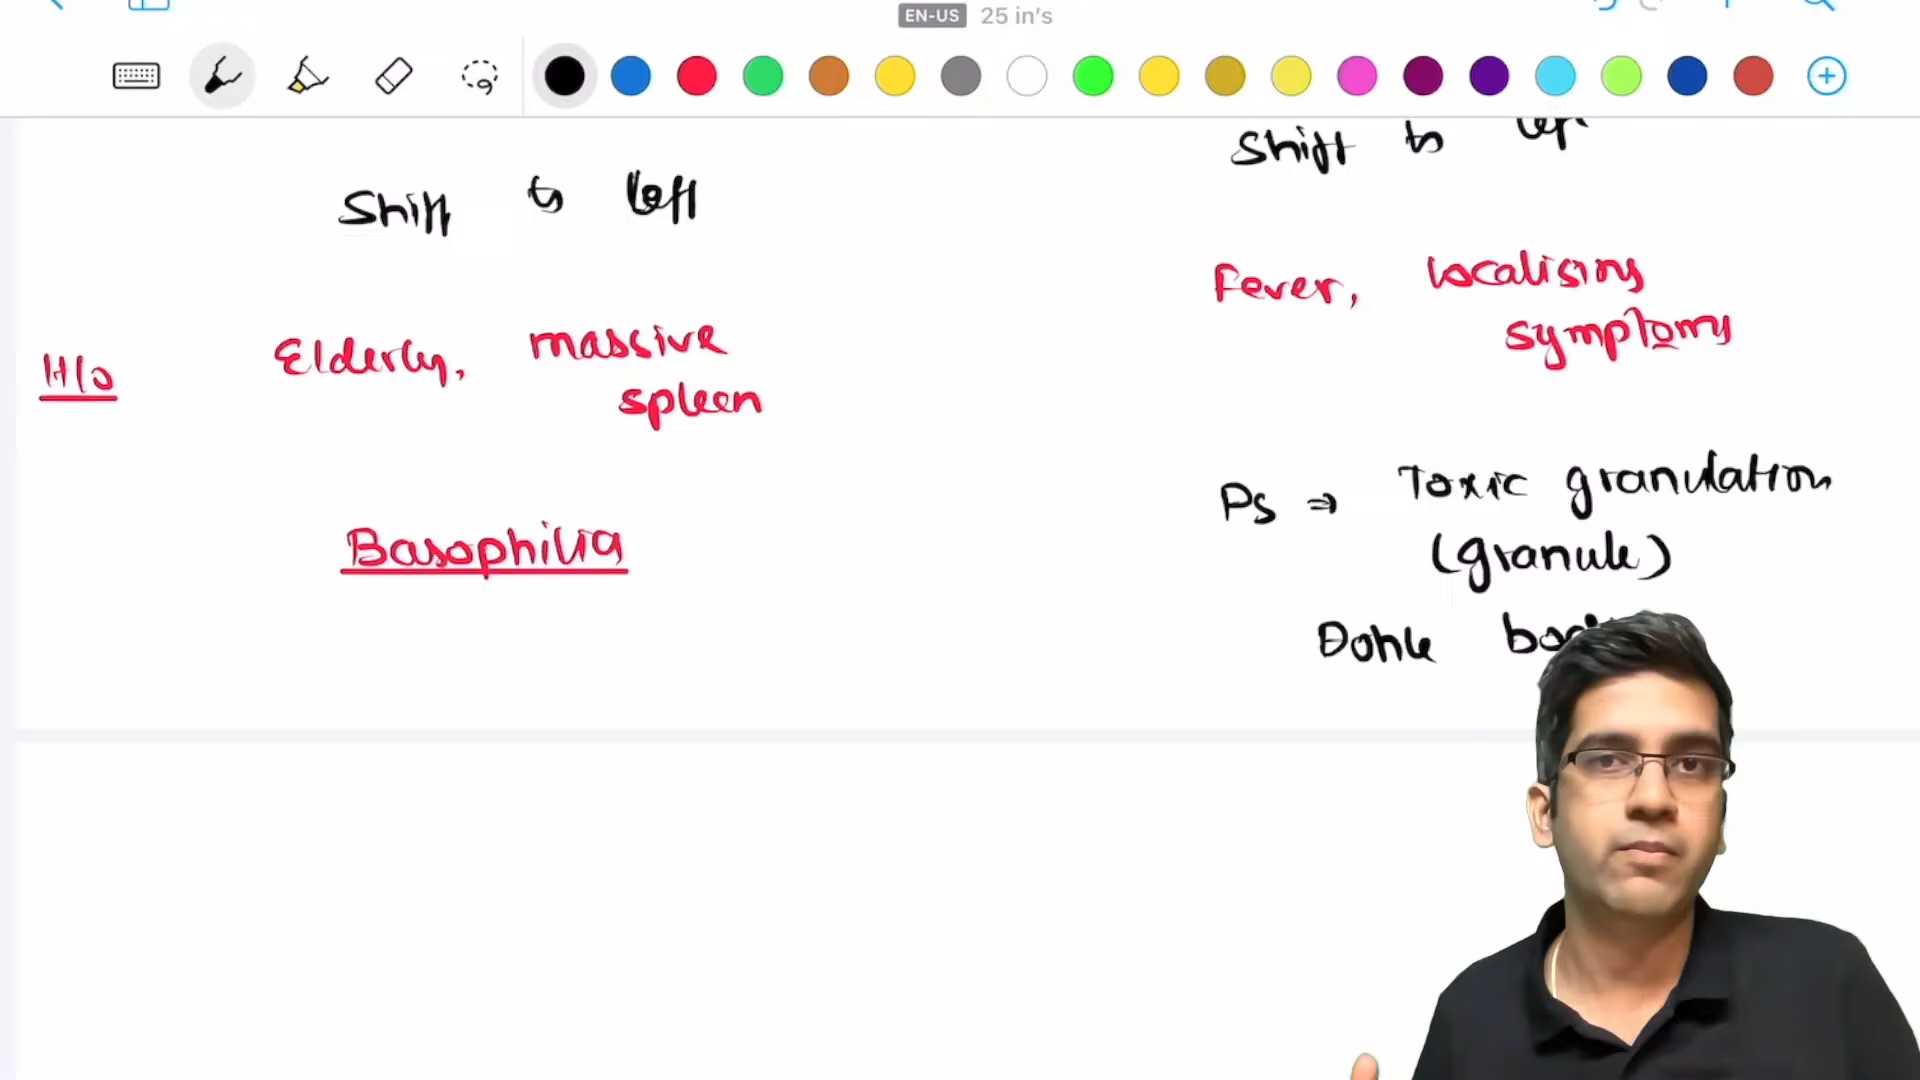 EN-US 25 in's
Shift to left
Shift to left
Fever, localising
symptoms
H/o Elderly, massive
spleen
Ps ⇒ Toxic granulation
(granule)
Basophilia
Dohle